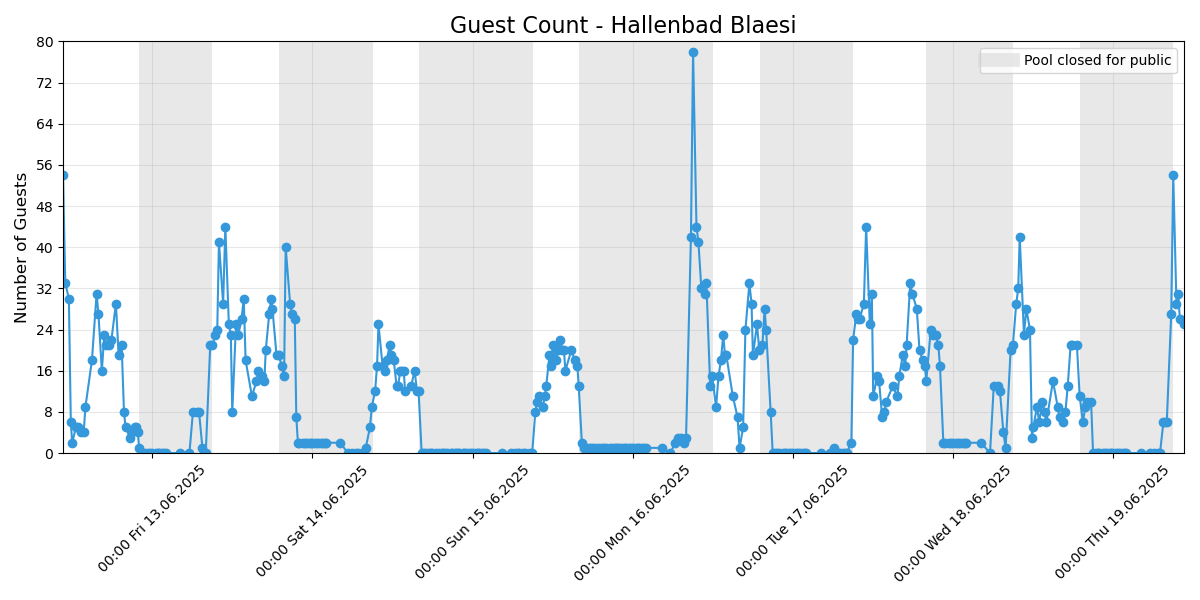 Guest Count - Hallenbad Blaesi
Pool closed for public
Number of Guests
80
72
64
56
48
40
32
24
16
8
0
00:00 Fri 13.06.2025
00:00 Sat 14.06.2025
00:00 Sun 15.06.2025
00:00 Mon 16.06.2025
00:00 Tue 17.06.2025
00:00 Wed 18.06.2025
00:00 Thu 19.06.2025